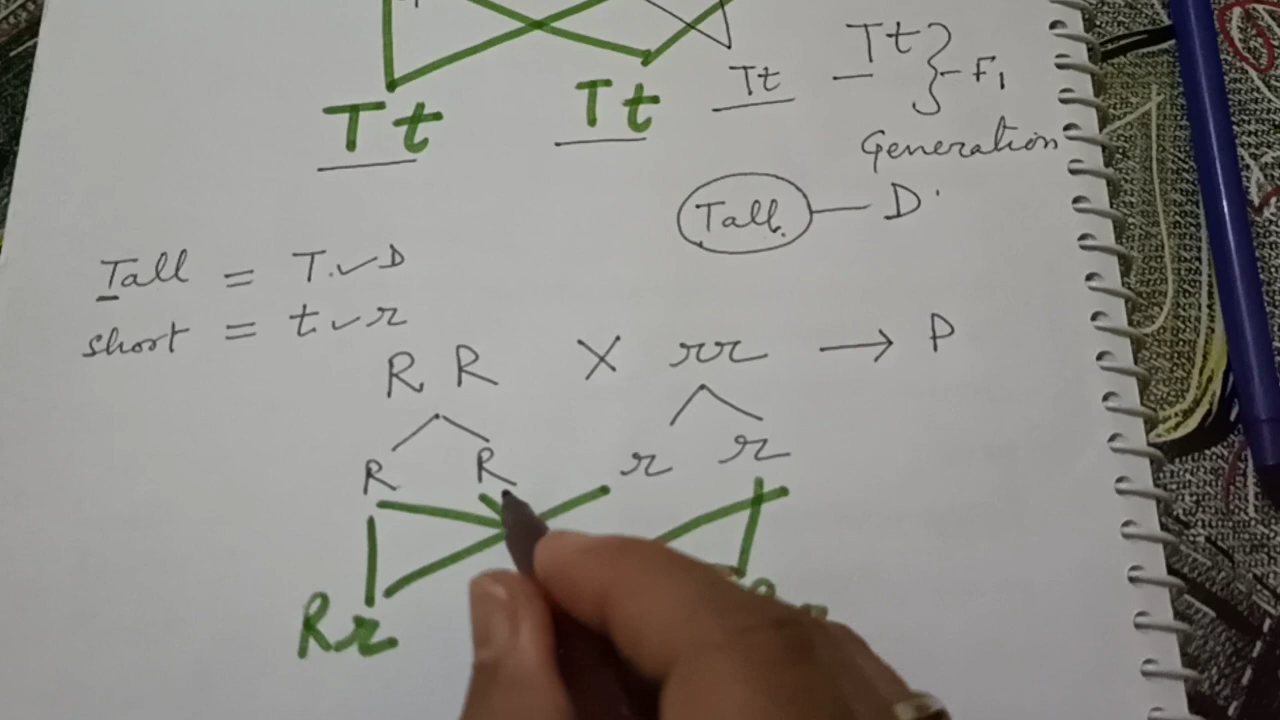 Tt Tt Tt Tt } - F1
Generation
Tall - D
Tall = T ✓ D
short = t ✓ r
R R X rr → P
R R r r
Rr